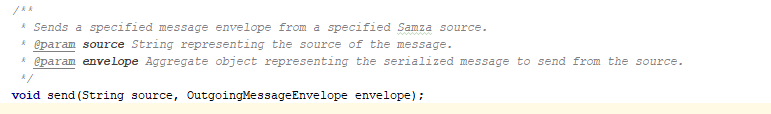 /**
* Sends a specified message envelope from a specified Samza source.
* @param source String representing the source of the message.
* @param envelope Aggregate object representing the serialized message to send from the source.
*/
void send(String source, OutgoingMessageEnvelope envelope);